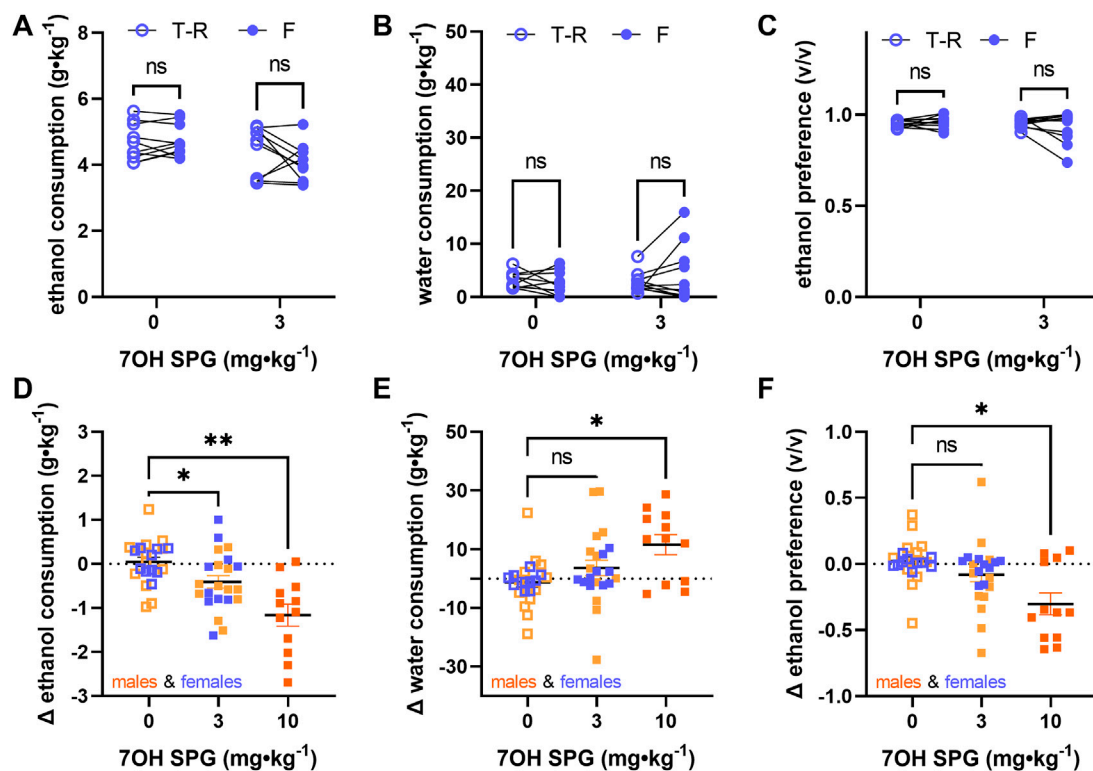 A
T-R F
ethanol consumption (g•kg-1)
8
6
4
2
0
ns
ns
0 3
7OH SPG (mg•kg-1)
B
T-R F
water consumption (g•kg-1)
50
40
30
20
10
0
ns
ns
0 3
7OH SPG (mg•kg-1)
C
T-R F
ethanol preference (v/v)
1.0
0.5
0.0
ns
ns
0 3
7OH SPG (mg•kg-1)
D
Δ ethanol consumption (g•kg-1)
3
2
1
0
-1
-2
-3
**
*
males & females
0 3 10
7OH SPG (mg•kg-1)
E
Δ water consumption (g•kg-1)
50
30
10
-10
-30
*
ns
males & females
0 3 10
7OH SPG (mg•kg-1)
F
Δ ethanol preference (v/v)
1.0
0.5
0.0
-0.5
-1.0
*
ns
males & females
0 3 10
7OH SPG (mg•kg-1)